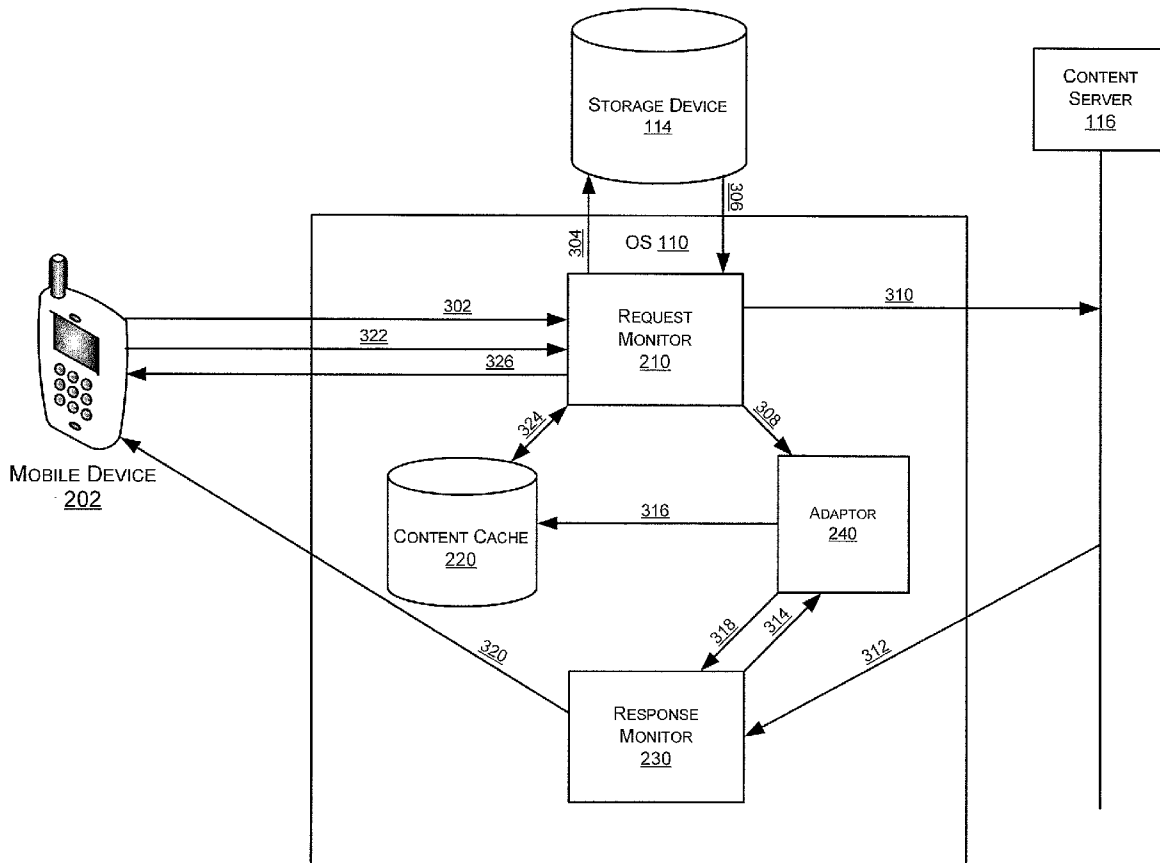 STORAGE DEVICE
114
CONTENT
SERVER
116
304
306
OS 110
302
322
326
REQUEST
MONITOR
210
310
324
308
MOBILE DEVICE
202
CONTENT CACHE
220
316
ADAPTOR
240
318
314
320
312
RESPONSE
MONITOR
230